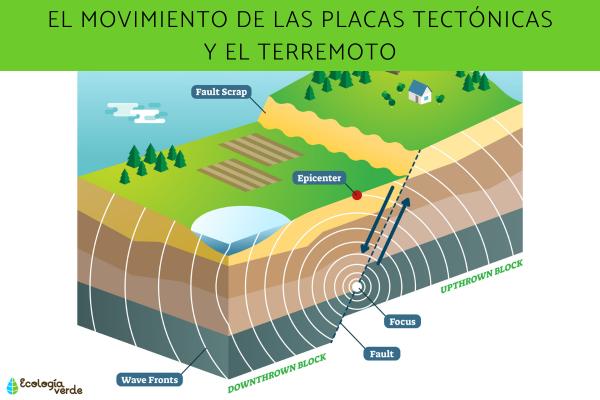 EL MOVIMIENTO DE LAS PLACAS TECTÓNICAS
Y EL TERREMOTO
Fault Scrap
Epicenter
UPTHROWN BLOCK
Focus
Fault
Wave Fronts
DOWNTHROWN BLOCK
Ecología
verde